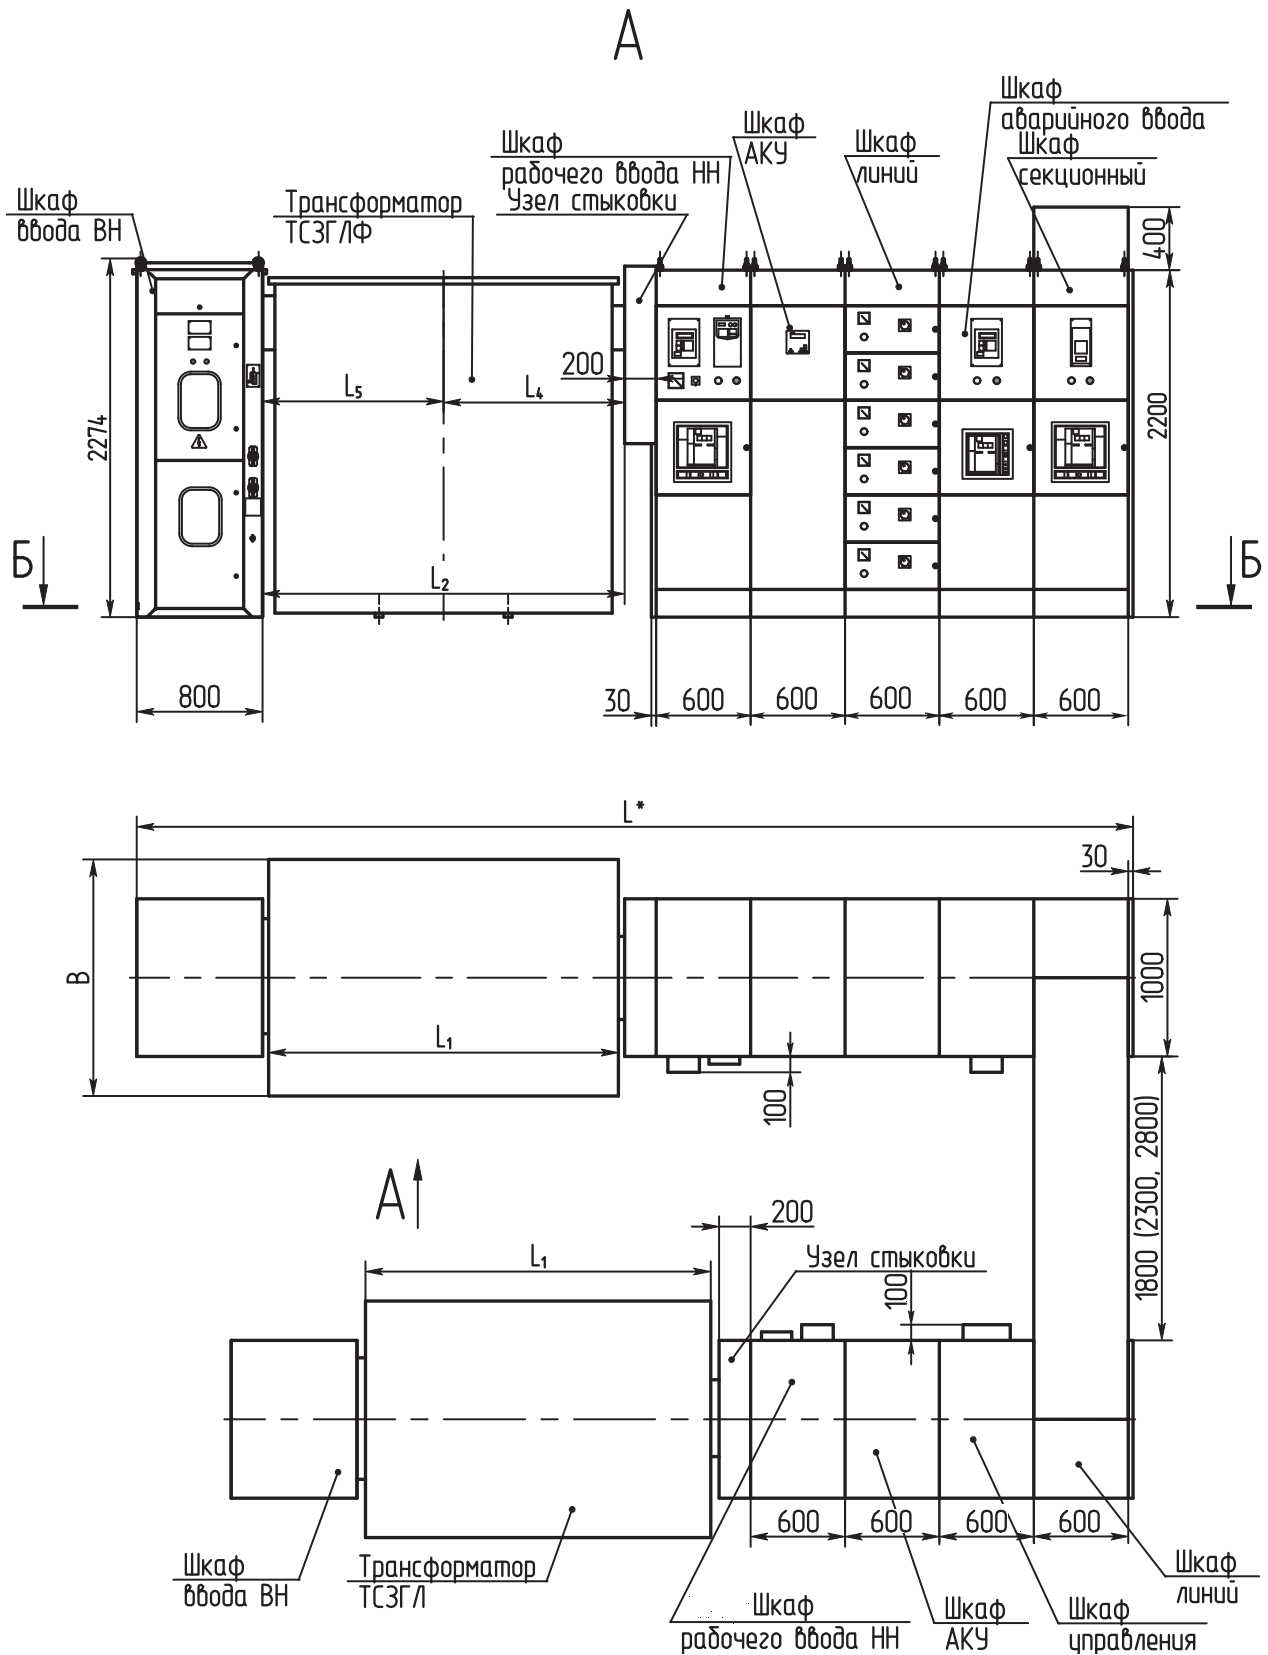 А
Шкаф
аварийного ввода
Шкаф
АКУ
Шкаф
рабочего ввода НН
Узел стыковки
Шкаф
линий
Шкаф
секционный
Шкаф
ввода ВН
Трансформатор
ТСЗГЛФ
400
200
L5
L4
2274
2200
Б
Б
L2
800
30
600
600
600
600
600
L*
30
В
1000
L1
100
1800 (2300, 2800)
А
200
L1
Узел стыковки
100
600
600
600
600
Шкаф
ввода ВН
Трансформатор
ТСЗГЛ
Шкаф
линий
Шкаф
рабочего ввода НН
Шкаф
АКУ
Шкаф
управления